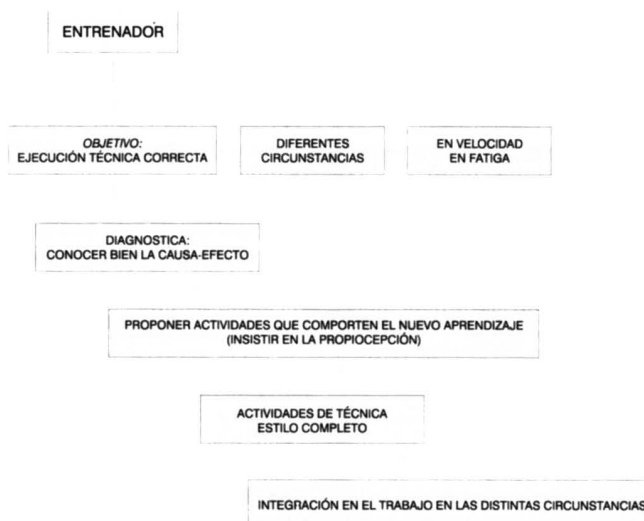 ENTRENADOR
OBJETIVO:
EJECUCIÓN TÉCNICA CORRECTA
DIFERENTES
CIRCUNSTANCIAS
EN VELOCIDAD
EN FATIGA
DIAGNOSTICA:
CONOCER BIEN LA CAUSA-EFECTO
PROPONER ACTIVIDADES QUE COMPORTEN EL NUEVO APRENDIZAJE
(INSISTIR EN LA PROPIOCEPCIÓN)
ACTIVIDADES DE TÉCNICA
ESTILO COMPLETO
INTEGRACIÓN EN EL TRABAJO EN LAS DISTINTAS CIRCUNSTANCIAS